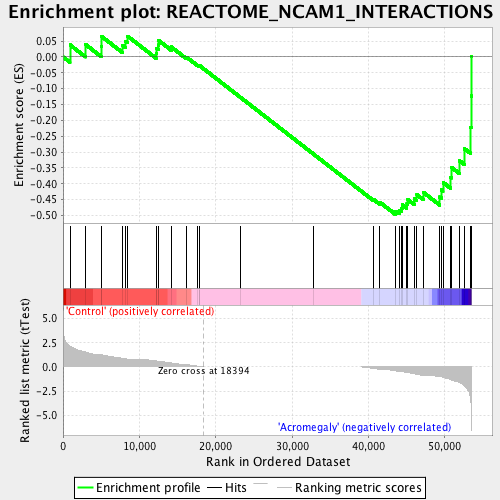 Enrichment plot: REACTOME_NCAM1_INTERACTIONS
Enrichment score (ES)
0.05
0.00
-0.05
-0.10
-0.15
-0.20
-0.25
-0.30
-0.35
-0.40
-0.45
-0.50
'Control' (positively correlated)
Ranked list metric (tTest)
5.0
2.5
0.0
-2.5
-5.0
Zero cross at 18394
'Acromegaly' (negatively correlated)
0 10,000 20,000 30,000 40,000 50,000
Rank in Ordered Dataset
Enrichment profile Hits Ranking metric scores